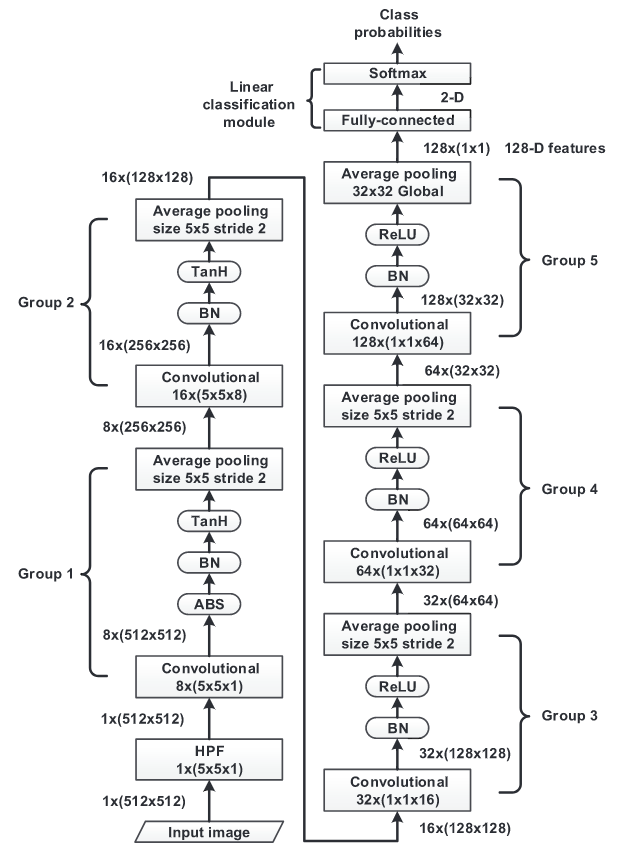 Class
probabilities
Softmax
Linear
classification
module
2-D
Fully-connected
128x(1x1) 128-D features
Average pooling
32x32 Global
ReLU
BN
Group 5
128x(32x32)
Convolutional
128x(1x1x64)
64x(32x32)
Average pooling
size 5x5 stride 2
ReLU
BN
Group 4
64x(64x64)
Convolutional
64x(1x1x32)
32x(64x64)
Average pooling
size 5x5 stride 2
ReLU
BN
Group 3
32x(128x128)
Convolutional
32x(1x1x16)
16x(128x128)
16x(128x128)
Average pooling
size 5x5 stride 2
TanH
BN
Group 2
16x(256x256)
Convolutional
16x(5x5x8)
8x(256x256)
Average pooling
size 5x5 stride 2
TanH
BN
ABS
Group 1
8x(512x512)
Convolutional
8x(5x5x1)
1x(512x512)
HPF
1x(5x5x1)
1x(512x512)
Input image